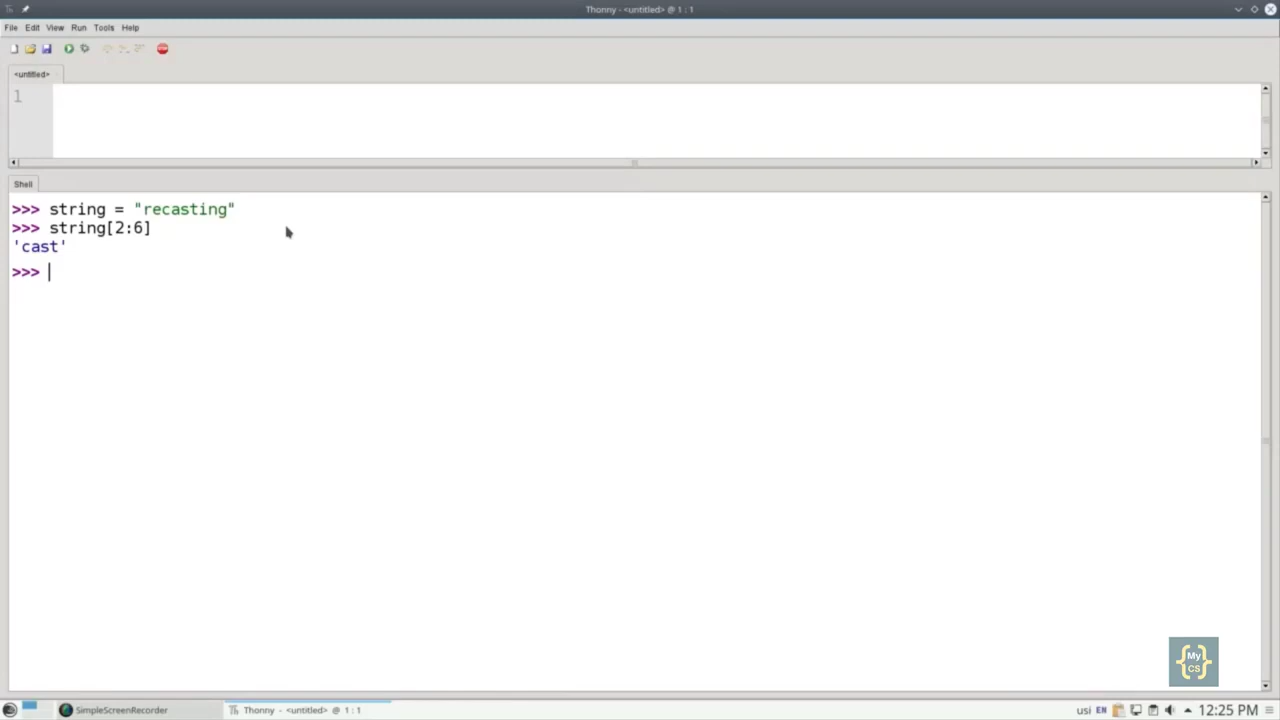 Thonny - <untitled> @ 1 : 1
File Edit View Run Tools Help
<untitled>
1
Shell
>>> string = "recasting"
>>> string[2:6]
'cast'
>>>
My
CS
SimpleScreenRecorder
Thonny - <untitled> @ 1 : 1
usi EN 12:25 PM